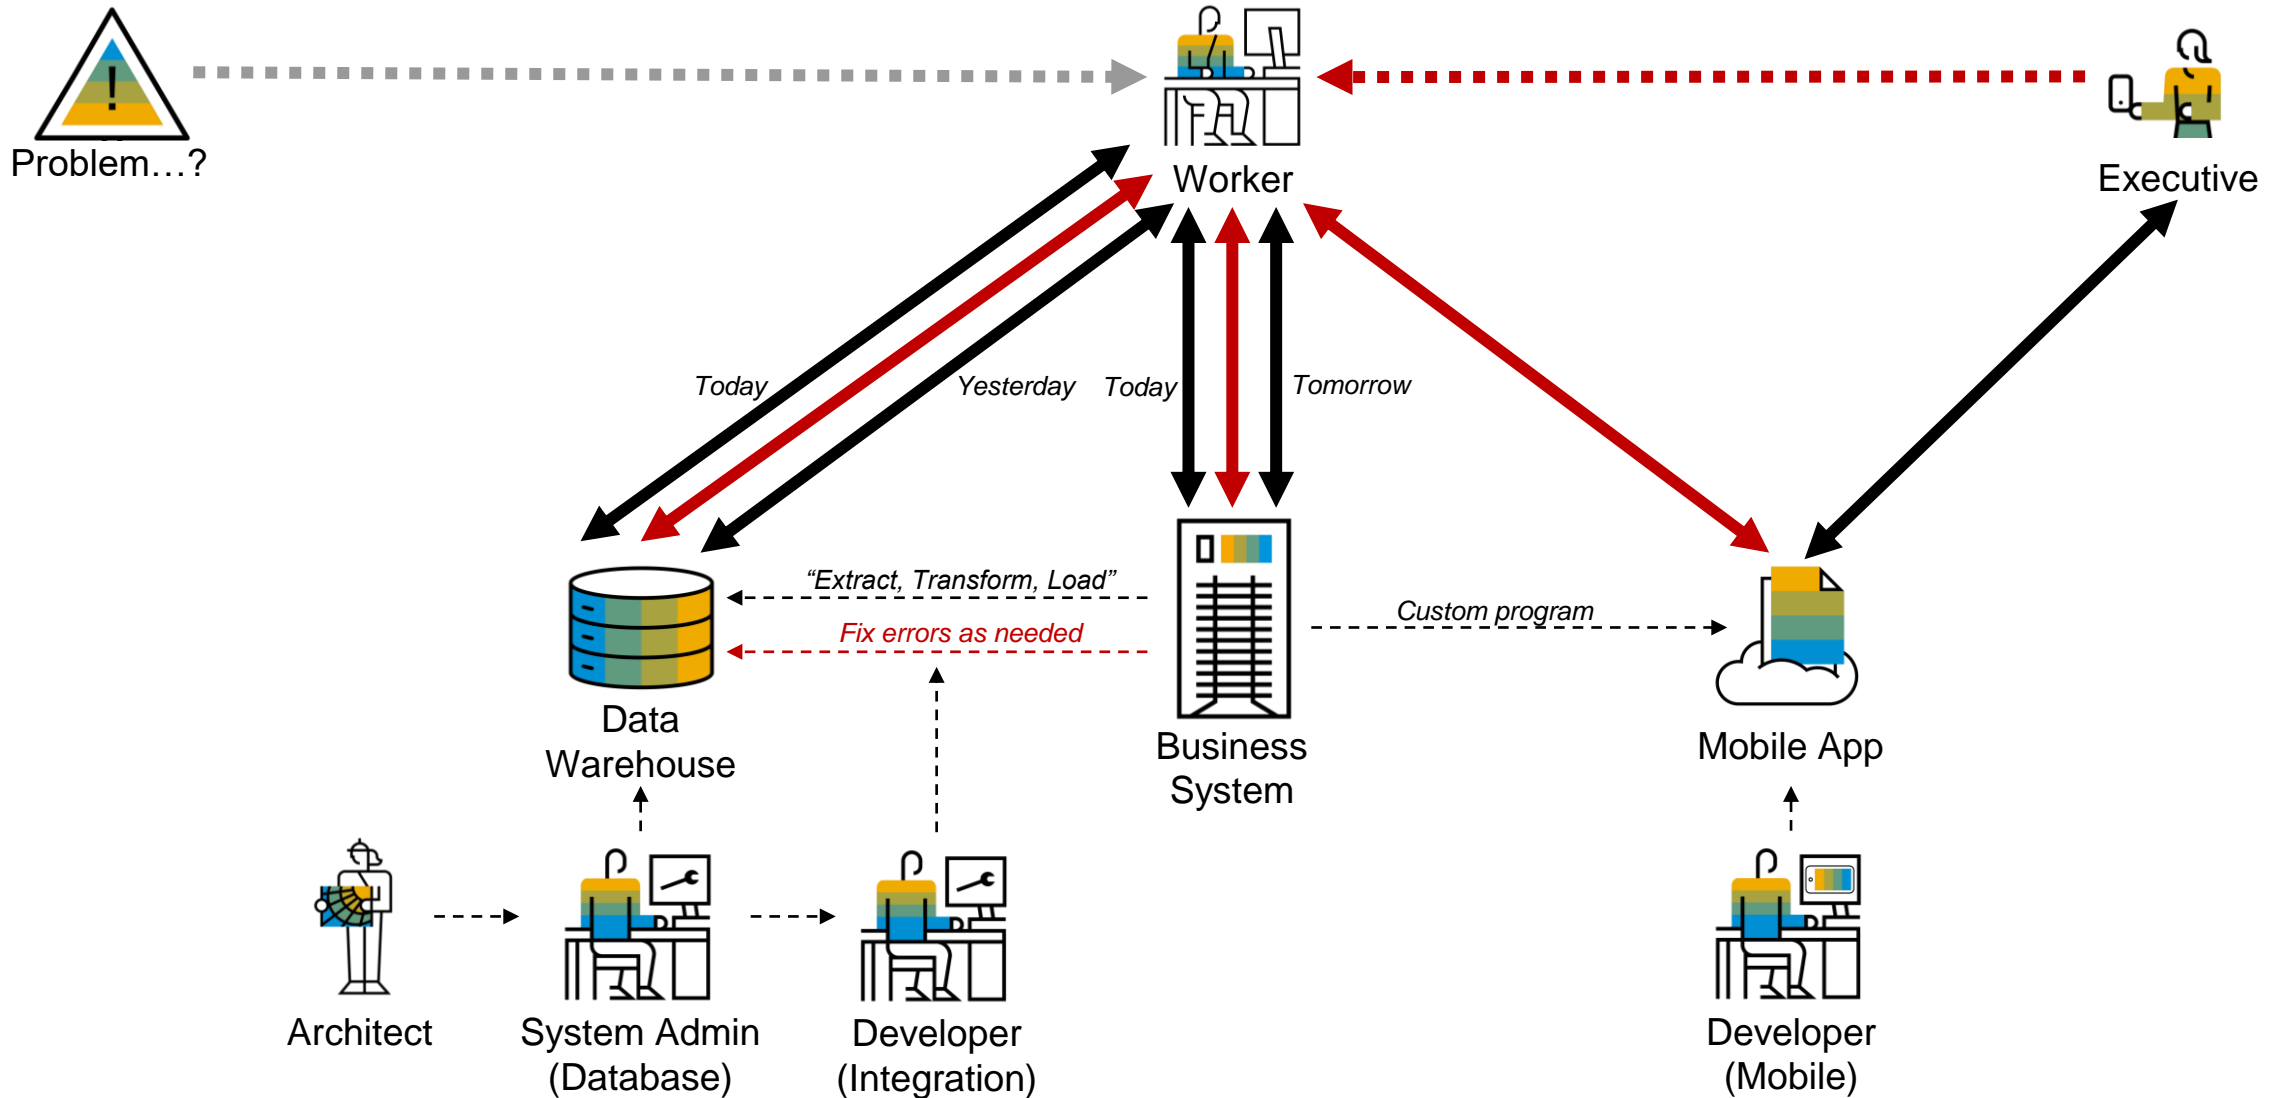 Problem…?
Worker
Executive
Today
Yesterday
Today
Tomorrow
“Extract, Transform, Load”
Fix errors as needed
Custom program
Data
Warehouse
Business
System
Mobile App
Architect
System Admin
(Database)
Developer
(Integration)
Developer
(Mobile)